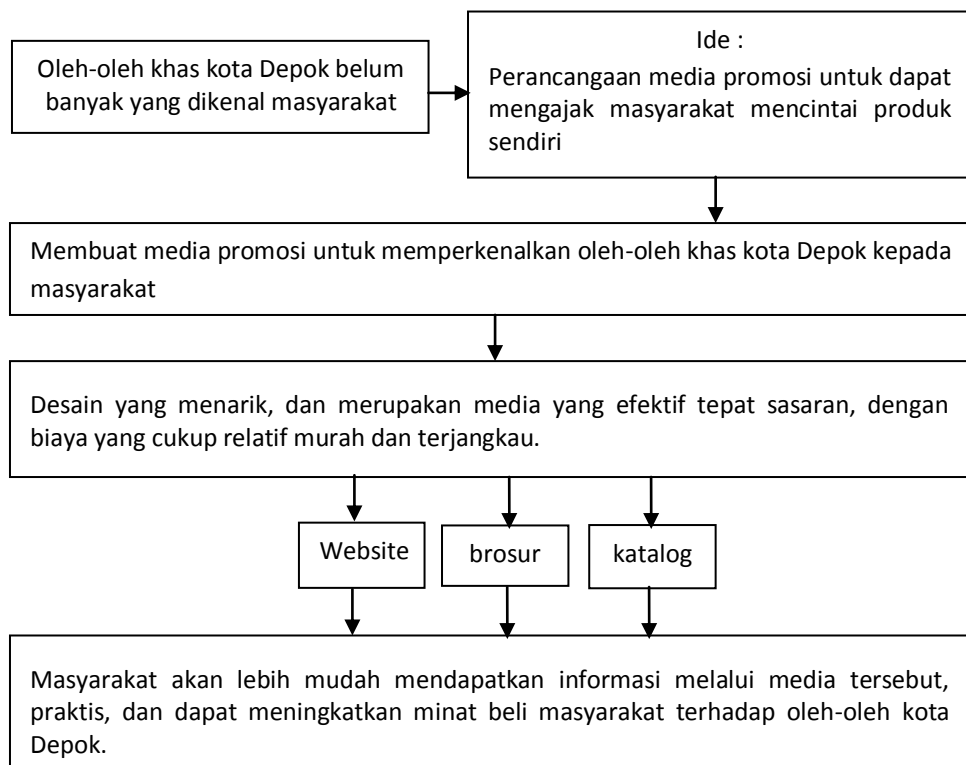 Oleh-oleh khas kota Depok belum
banyak yang dikenal masyarakat
Ide :
Perancangaan media promosi untuk dapat
mengajak masyarakat mencintai produk
sendiri
Membuat media promosi untuk memperkenalkan oleh-oleh khas kota Depok kepada
masyarakat
Desain yang menarik, dan merupakan media yang efektif tepat sasaran, dengan
biaya yang cukup relatif murah dan terjangkau.
Website
brosur
katalog
Masyarakat akan lebih mudah mendapatkan informasi melalui media tersebut,
praktis, dan dapat meningkatkan minat beli masyarakat terhadap oleh-oleh kota
Depok.